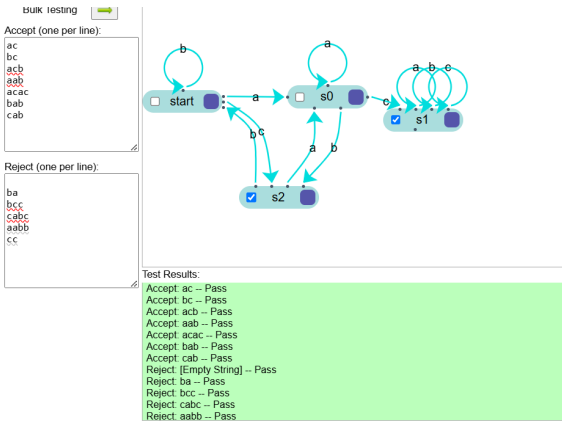 Bulk Testing
Accept (one per line):
ac
bc
acb
aab
acac
bab
cab
Reject (one per line):
ba
bcc
cabc
aabb
cc
b
a
a
b
c
start
a
s0
c
s1
b
c
a
b
s2
Test Results:
Accept: ac -- Pass
Accept: bc -- Pass
Accept: acb -- Pass
Accept: aab -- Pass
Accept: acac -- Pass
Accept: bab -- Pass
Accept: cab -- Pass
Reject: [Empty String] -- Pass
Reject: ba -- Pass
Reject: bcc -- Pass
Reject: cabc -- Pass
Reject: aabb -- Pass